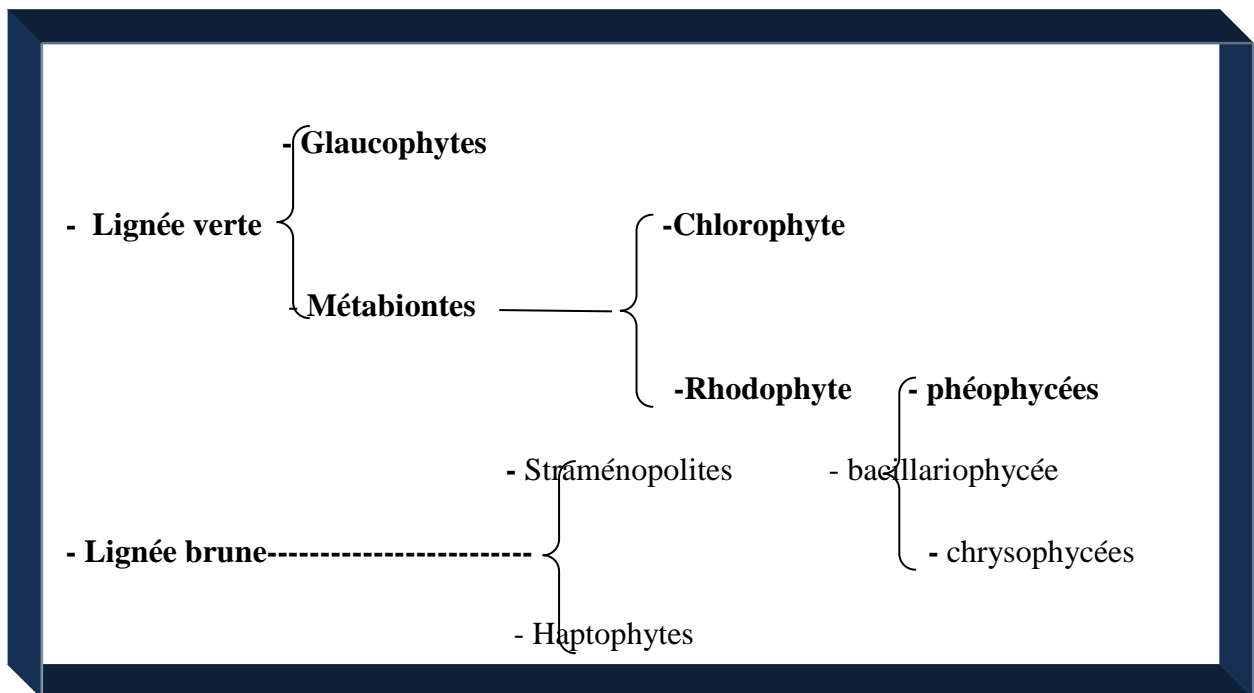 - Glaucophytes
- Lignée verte -Chlorophyte
- Métabiontes
-Rhodophyte - phéophycées
- Straménopolites - bacillariophycée
- Lignée brune------------------------- - chrysophycées
- Haptophytes